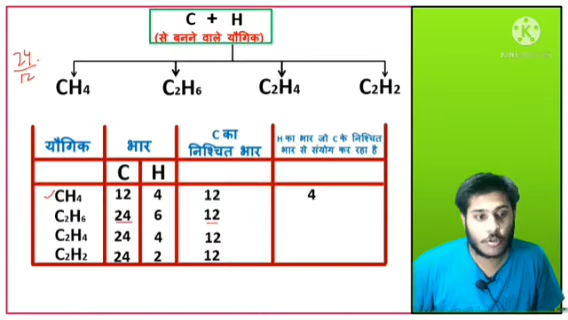 C + H
(से बनने वाले यौगिक)
24
12
CH4 C2H6 C2H4 C2H2
यौगिक भार C का निश्चित भार H का भार जो C के निश्चित भार से संयोग कर रहा है
C H
CH4 12 4 12 4
C2H6 24 6 12
C2H4 24 4 12
C2H2 24 2 12